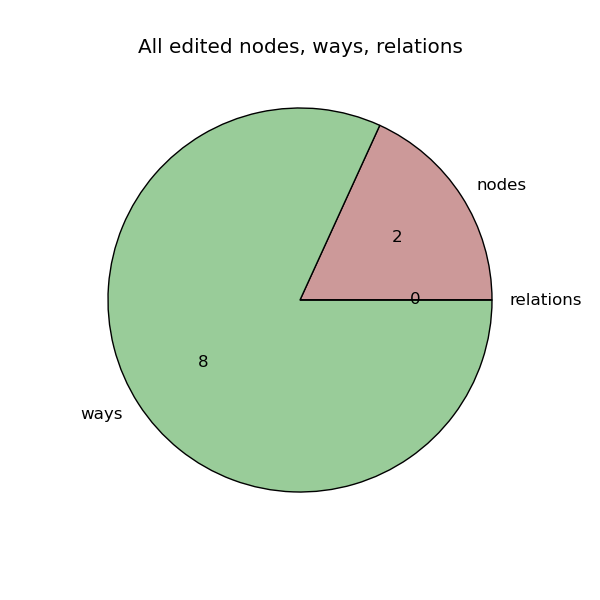 All edited nodes, ways, relations
nodes
2
0
relations
8
ways